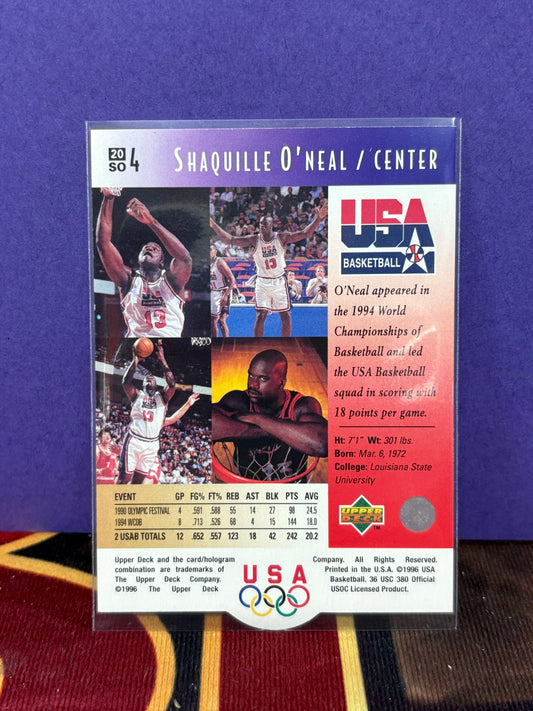 20
SO 4
SHAQUILLE O'NEAL / CENTER
USA
BASKETBALL
O'Neal appeared in
the 1994 World
Championships of
Basketball and led
the USA Basketball
squad in scoring with
18 points per game.
Ht: 7'1" Wt: 301 lbs.
Born: Mar. 6, 1972
College: Louisiana State
University
USA
13
13
13
EVENT GP FG% FT% REB AST BLK PTS AVG
1990 OLYMPIC FESTIVAL 4 .591 .588 55 14 27 98 24.5
1994 WCOB 8 .713 .526 68 4 15 144 18.0
2 USAB TOTALS 12 .652 .557 123 18 42 242 20.2
UPPER
DECK
TM
Upper Deck and the card/hologram
combination are trademarks of
The Upper Deck Company.
©1996 The Upper Deck
Company. All Rights Reserved.
Printed in the U.S.A. ©1996 USA
Basketball. 36 USC 380 Official
USOC Licensed Product.
USA